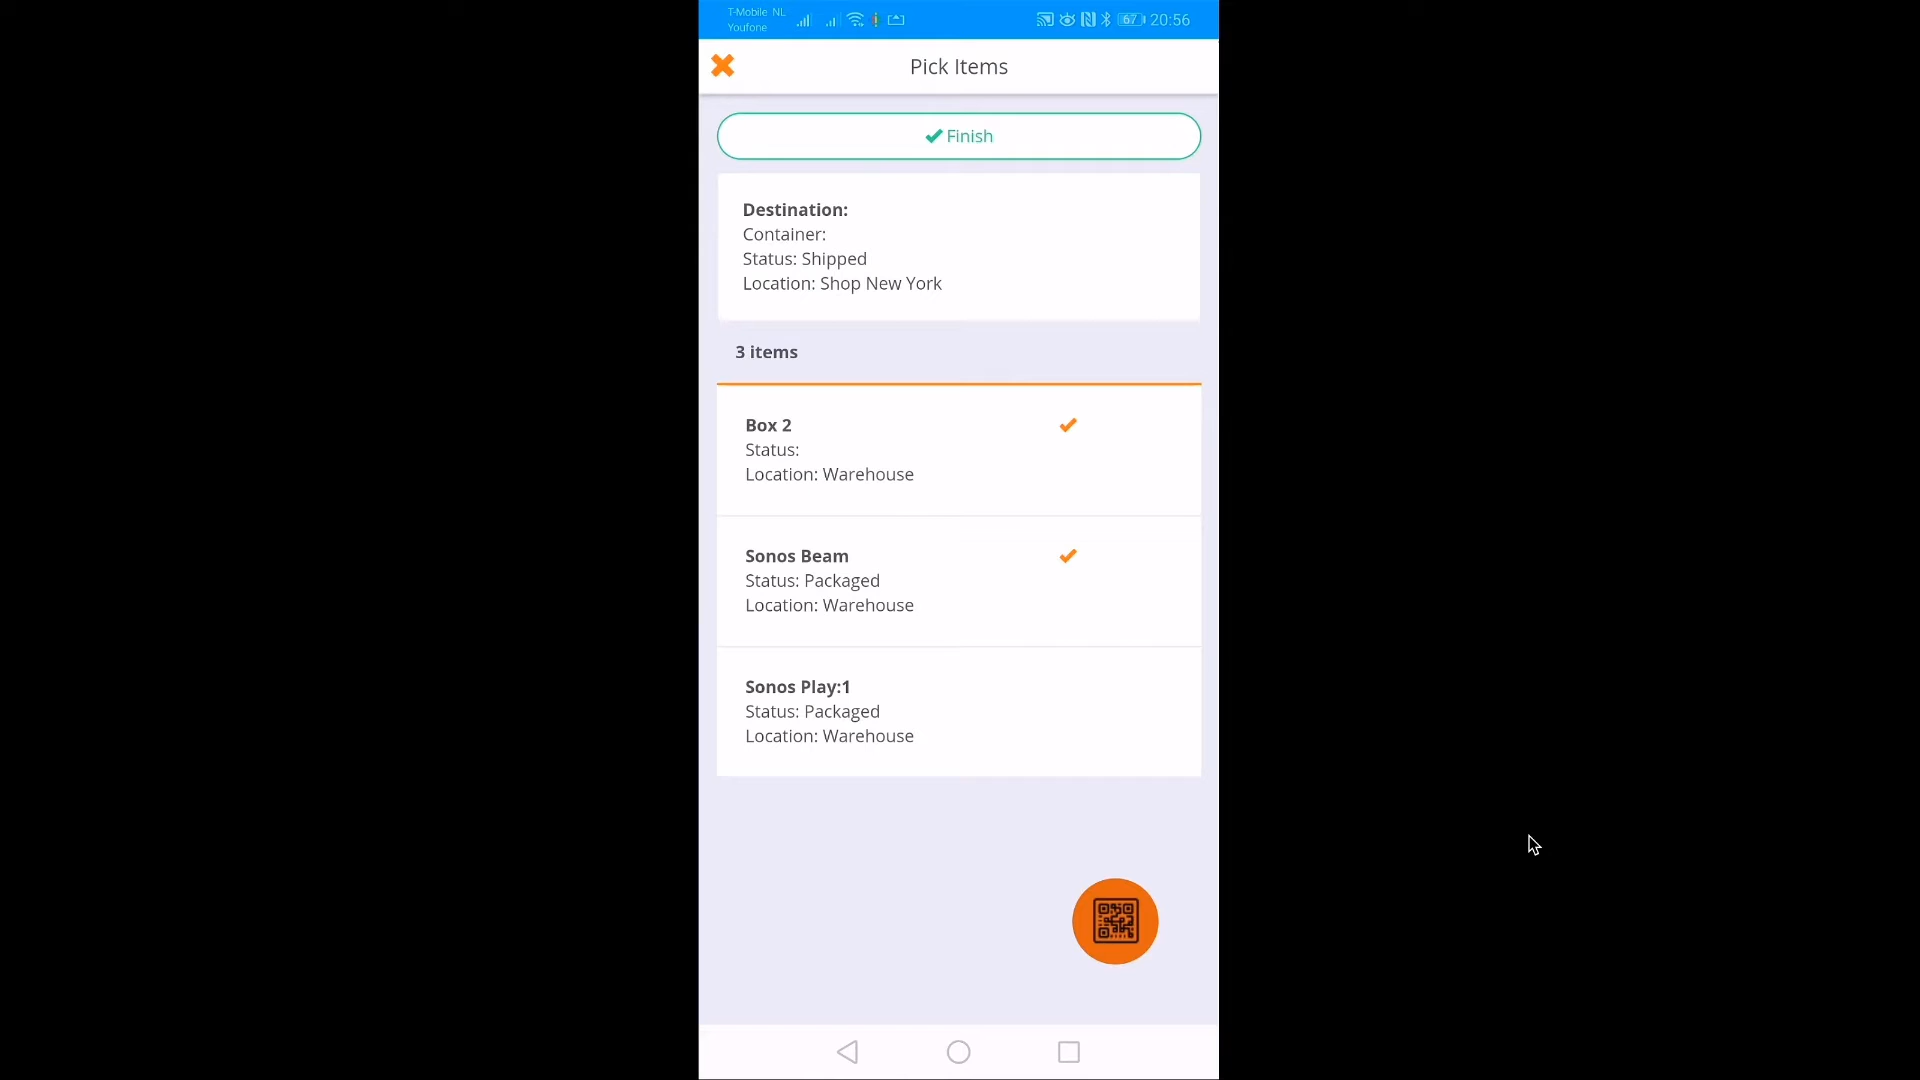 T-Mobile NL
Youfone
67
20:56
Pick Items
Finish
Destination:
Container:
Status: Shipped
Location: Shop New York
3 items
Box 2
Status:
Location: Warehouse
Sonos Beam
Status: Packaged
Location: Warehouse
Sonos Play:1
Status: Packaged
Location: Warehouse